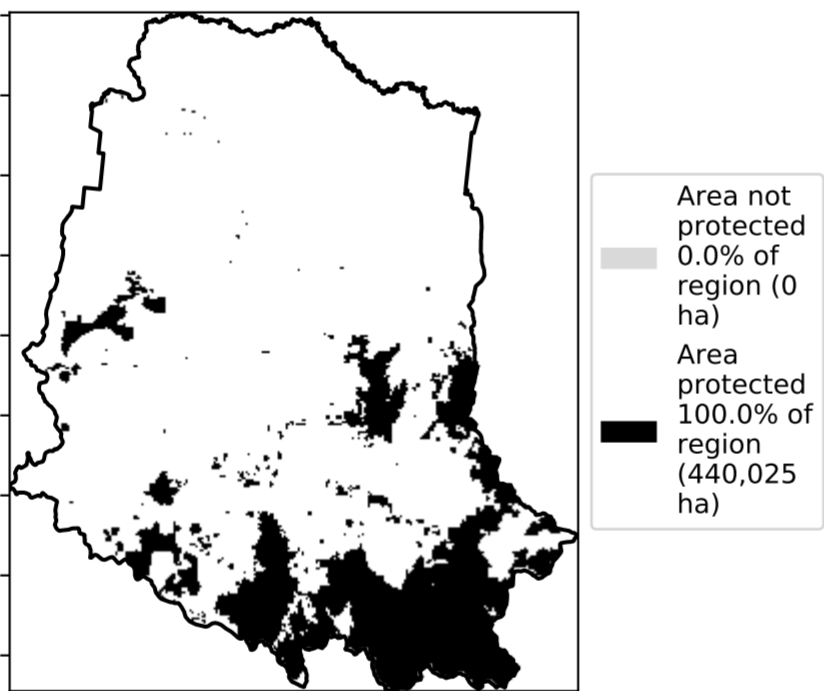 Area not
protected
0.0% of
region (0
ha)
Area
protected
100.0% of
region
(440,025
ha)